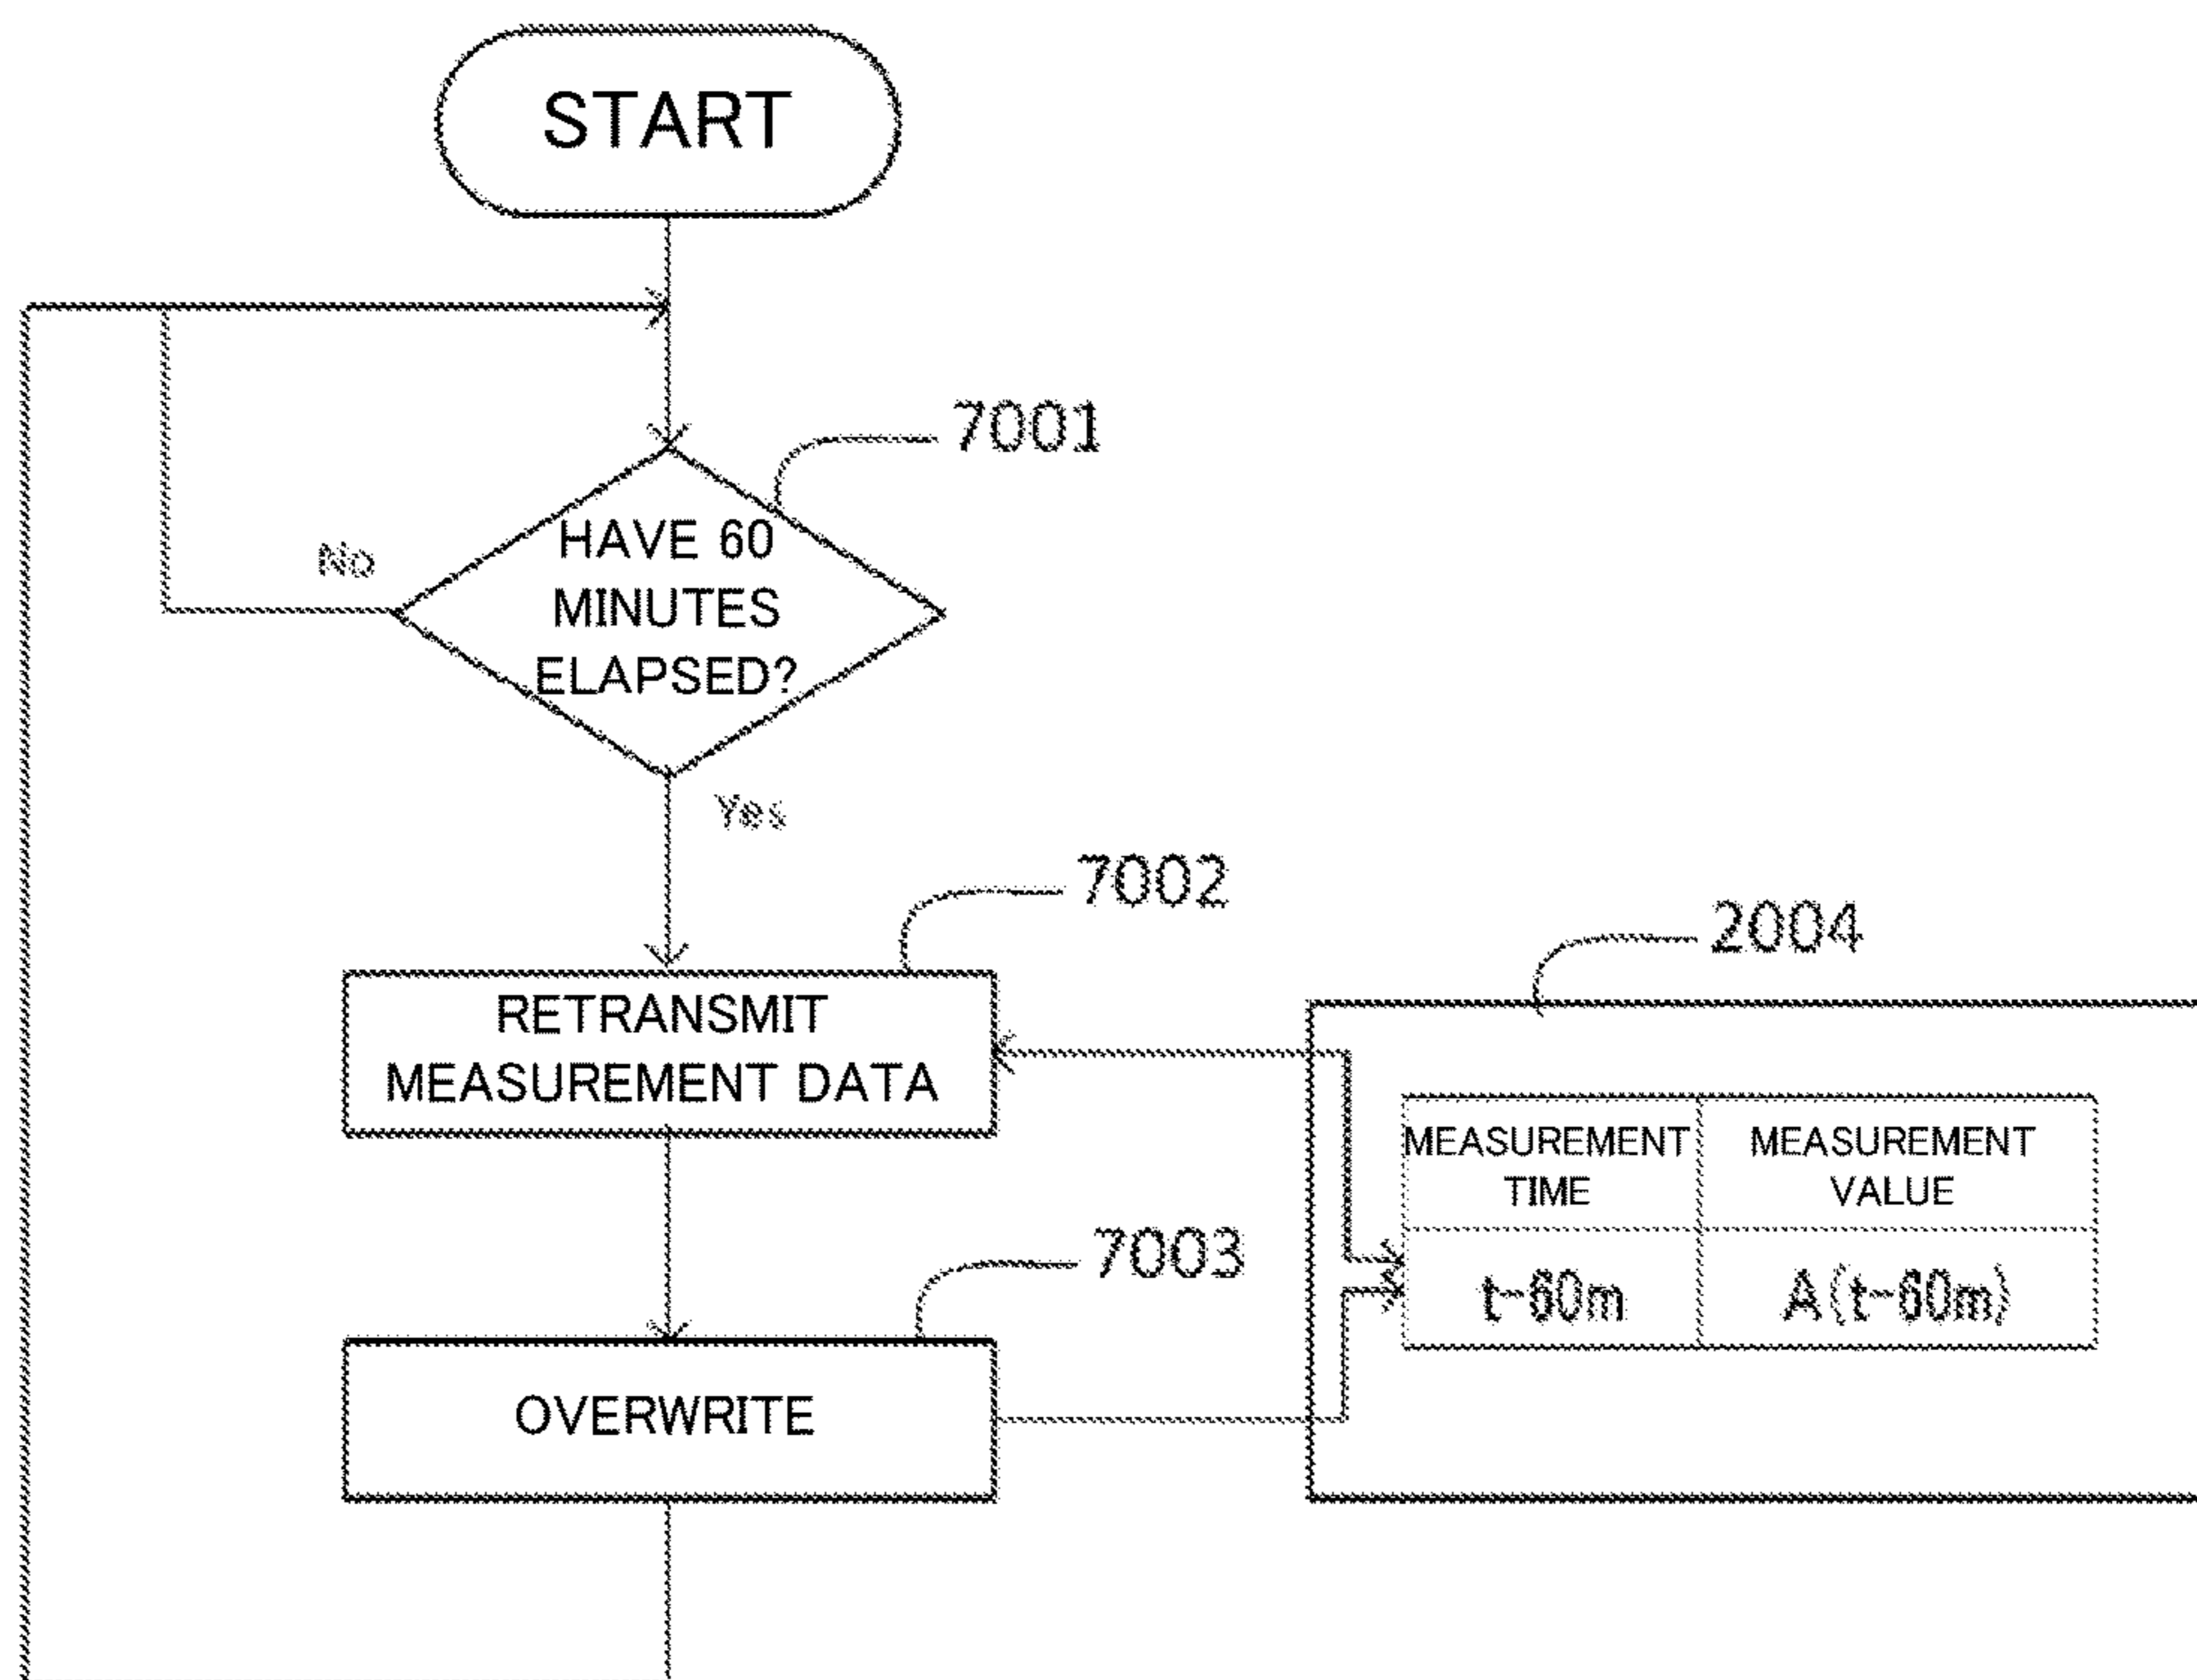 START
7001
HAVE 60
MINUTES
ELAPSED?
No
Yes
7002
RETRANSMIT
MEASUREMENT DATA
2004
MEASUREMENT
TIME
MEASUREMENT
VALUE
t-60m
A(t-60m)
7003
OVERWRITE